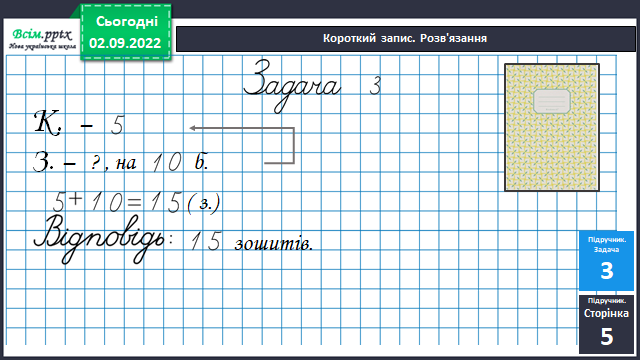 Всім.pptx
Нова українська школа
Сьогодні
02.09.2022
Короткий запис. Розв'язання
Задача 3
К. – 5
З. – ?, на 10 б.
5+10=15(з.)
Відповідь: 15 зошитів.
Підручник.
Задача
3
Підручник.
Сторінка
5